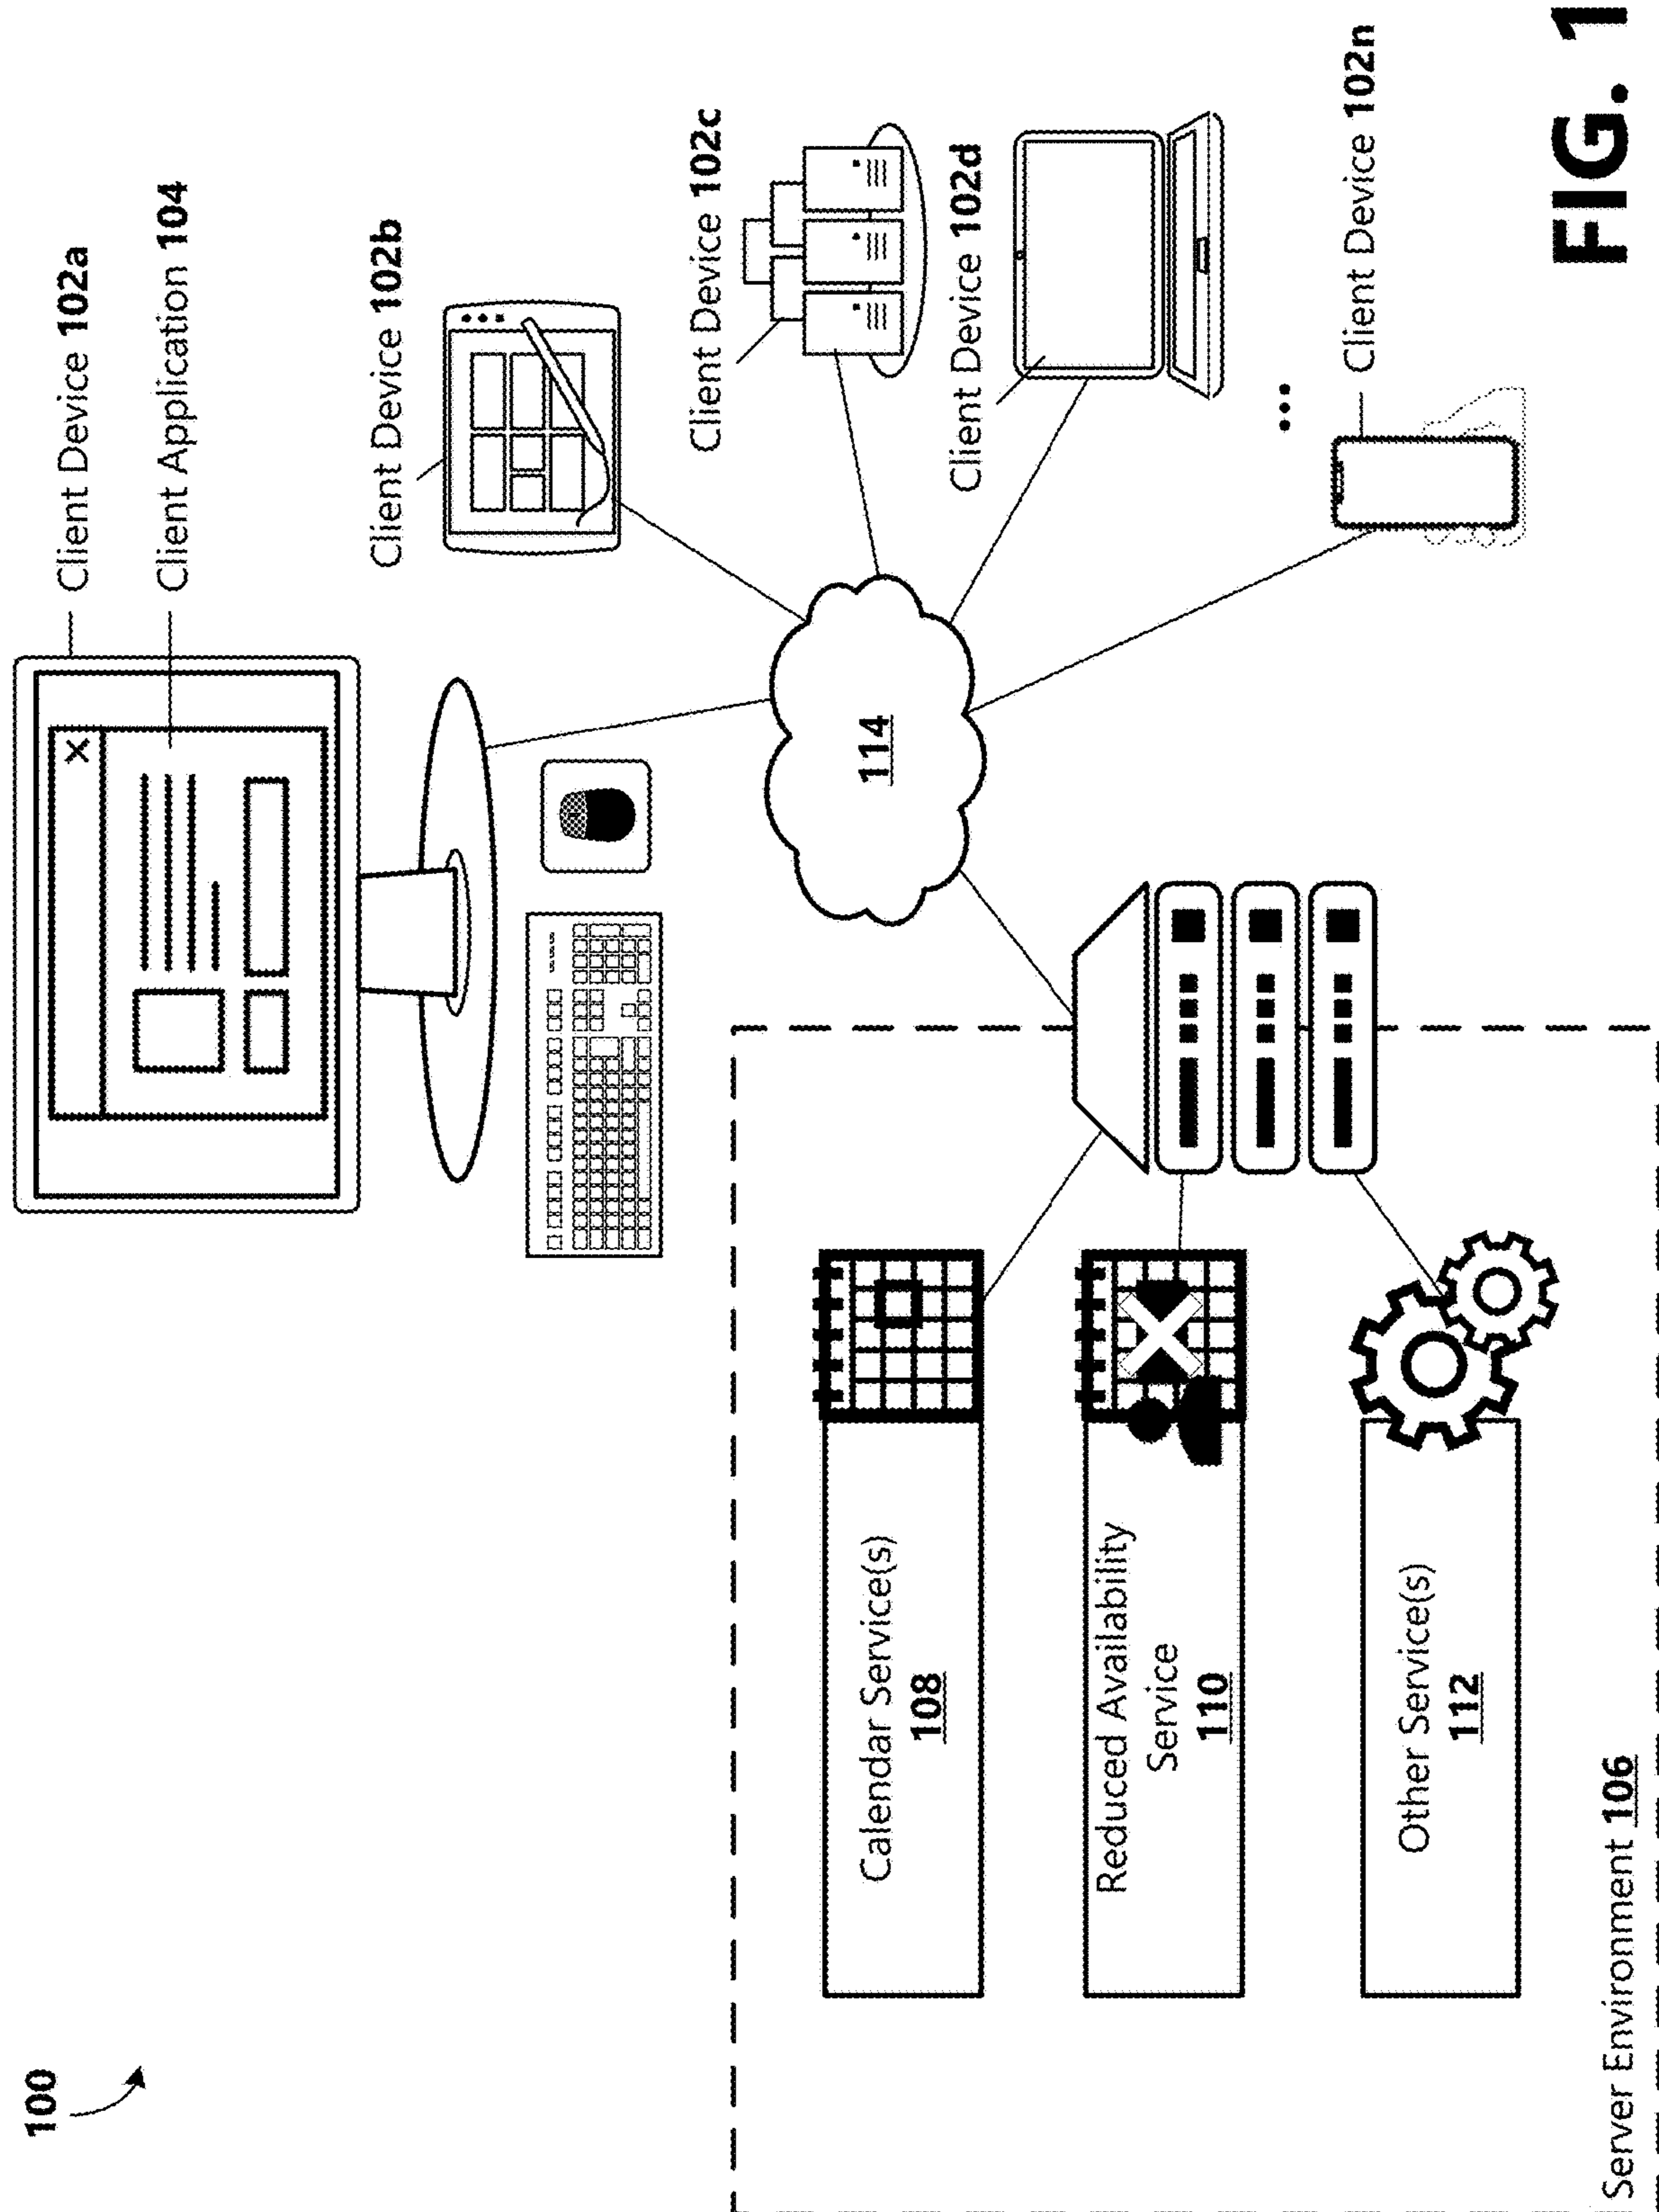 100
Client Device 102a
Client Application 104
X
Client Device 102b
Client Device 102c
Client Device 102d
Client Device 102n
114
Calendar Service(s)
108
Reduced Availability
Service
110
Other Service(s)
112
Server Environment 106
FIG. 1